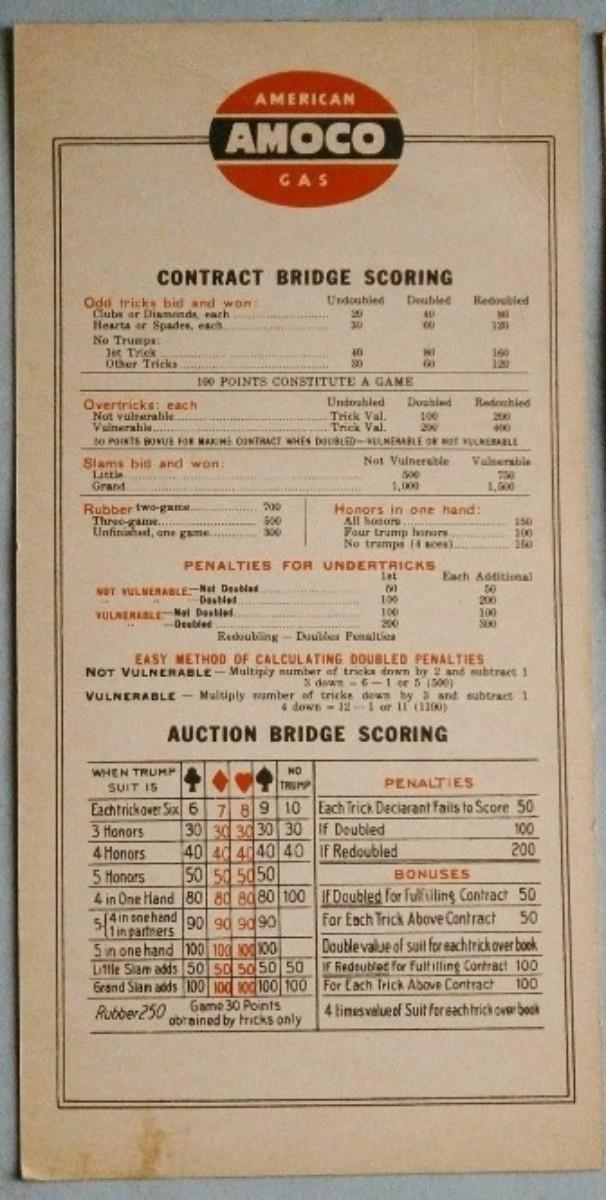 AMERICAN
AMOCO
GAS
CONTRACT BRIDGE SCORING
Odd tricks bid and won: Undoubled Doubled Redoubled
Clubs or Diamonds, each 20 40 80
Hearts or Spades, each 30 60 120
No Trumps:
1st Trick 40 80 160
Other Tricks 30 60 120
100 POINTS CONSTITUTE A GAME
Overtricks: each Undoubled Doubled Redoubled
Not vulnerable Trick Val. 100 200
Vulnerable Trick Val. 200 400
50 POINTS BONUS FOR MAKING CONTRACT WHEN DOUBLED—VULNERABLE OR NOT VULNERABLE
Slams bid and won: Not Vulnerable Vulnerable
Little 500 750
Grand 1,000 1,500
Rubber two-game 700
Three-game 500
Unfinished, one game 300
Honors in one hand:
All honors 150
Four trump honors 100
No trumps (4 aces) 150
PENALTIES FOR UNDERTRICKS
1st Each Additional
NOT VULNERABLE—Not Doubled 50 50
" " —Doubled 100 200
VULNERABLE—Not Doubled 100 100
" —Doubled 200 300
Redoubling — Doubles Penalties
EASY METHOD OF CALCULATING DOUBLED PENALTIES
NOT VULNERABLE — Multiply number of tricks down by 2 and subtract 1
3 down = 6 — 1 or 5 (500)
VULNERABLE — Multiply number of tricks down by 3 and subtract 1
4 down = 12 — 1 or 11 (1100)
AUCTION BRIDGE SCORING
WHEN TRUMP SUIT IS ♣ ♦ ♥ ♠ NO TRUMP
Each trick over Six 6 7 8 9 10
3 Honors 30 30 30 30 30
4 Honors 40 40 40 40 40
5 Honors 50 50 50 50
4 in One Hand 80 80 80 80 100
5 { 4 in one hand 1 in partners 90 90 90 90
5 in one hand 100 100 100 100
Little Slam adds 50 50 50 50 50
Grand Slam adds 100 100 100 100 100
Rubber 250 Game 30 Points
obtained by tricks only
PENALTIES
Each Trick Declarant Fails to Score 50
If Doubled 100
If Redoubled 200
BONUSES
If Doubled for Fulfilling Contract 50
For Each Trick Above Contract 50
Double value of suit for each trick over book
If Redoubled for Fulfilling Contract 100
For Each Trick Above Contract 100
4 times value of Suit for each trick over book